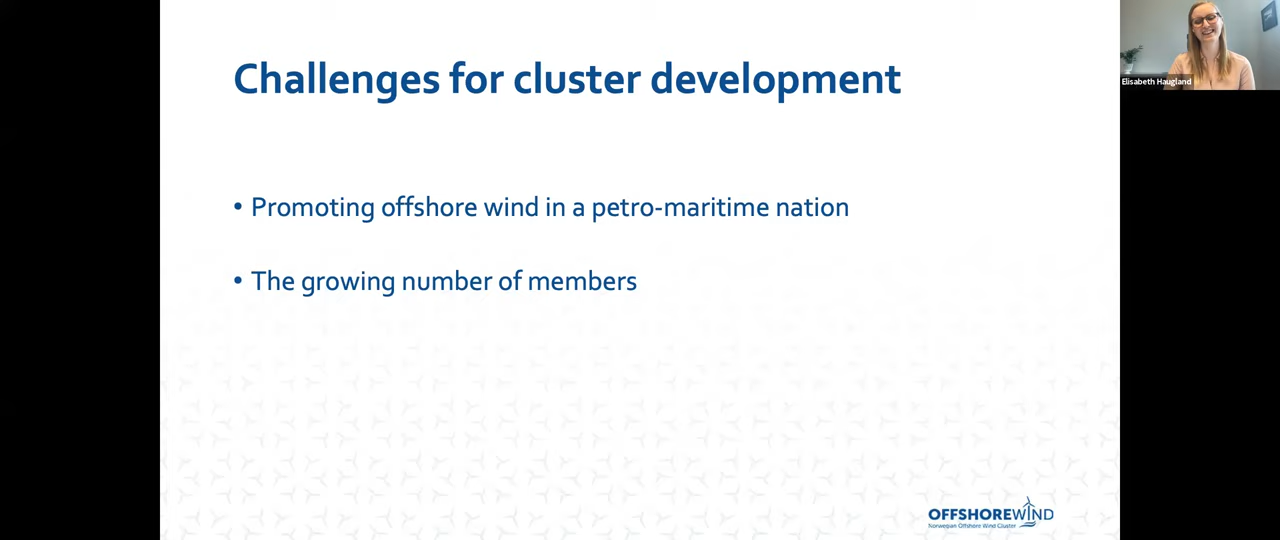 Challenges for cluster development
Elisabeth Haugland
• Promoting offshore wind in a petro-maritime nation
• The growing number of members
OFFSHOREWIND
Norwegian Offshore Wind Cluster